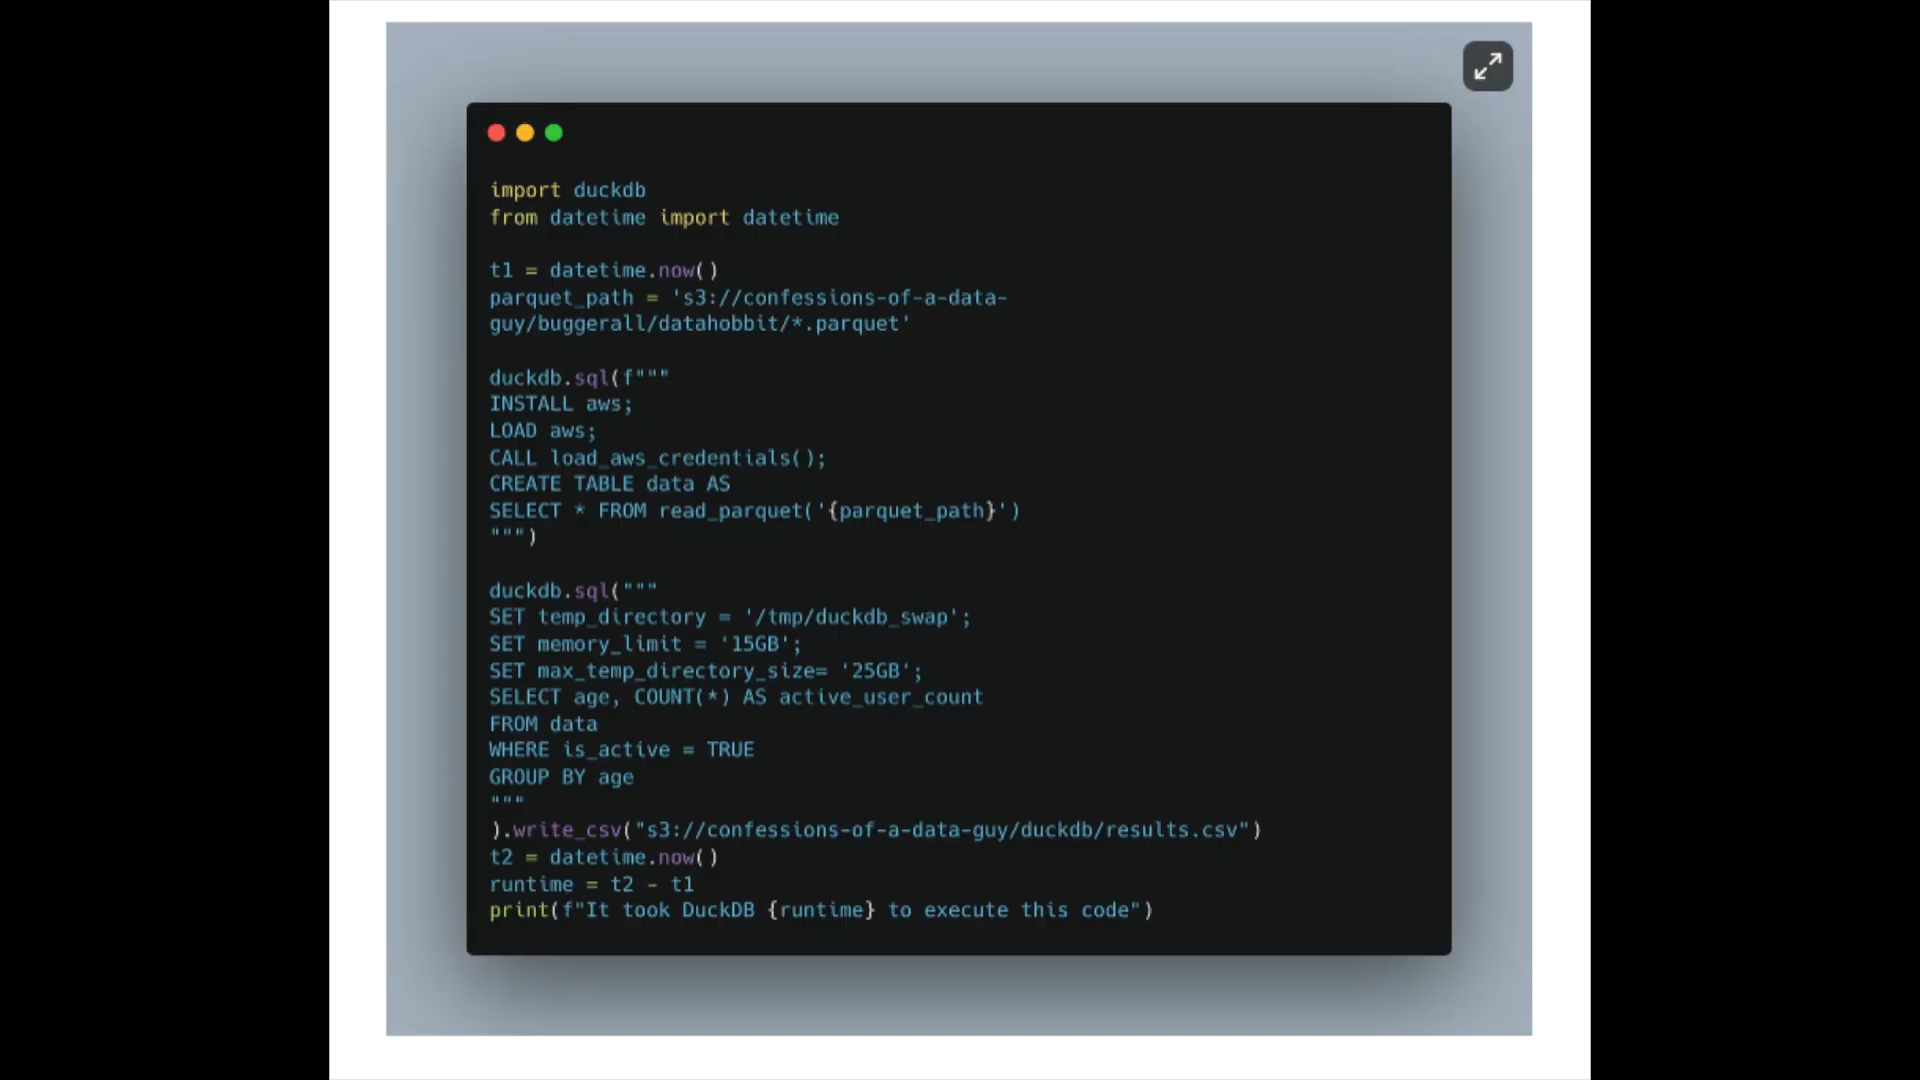 import duckdb
from datetime import datetime
t1 = datetime.now()
parquet_path = 's3://confessions-of-a-data-
guy/buggerall/datahobbit/*.parquet'
duckdb.sql(f"""
INSTALL aws;
LOAD aws;
CALL load_aws_credentials();
CREATE TABLE data AS
SELECT * FROM read_parquet('{parquet_path}')
""")
duckdb.sql("""
SET temp_directory = '/tmp/duckdb_swap';
SET memory_limit = '15GB';
SET max_temp_directory_size= '25GB';
SELECT age, COUNT(*) AS active_user_count
FROM data
WHERE is_active = TRUE
GROUP BY age
"""
).write_csv("s3://confessions-of-a-data-guy/duckdb/results.csv")
t2 = datetime.now()
runtime = t2 - t1
print(f"It took DuckDB {runtime} to execute this code")